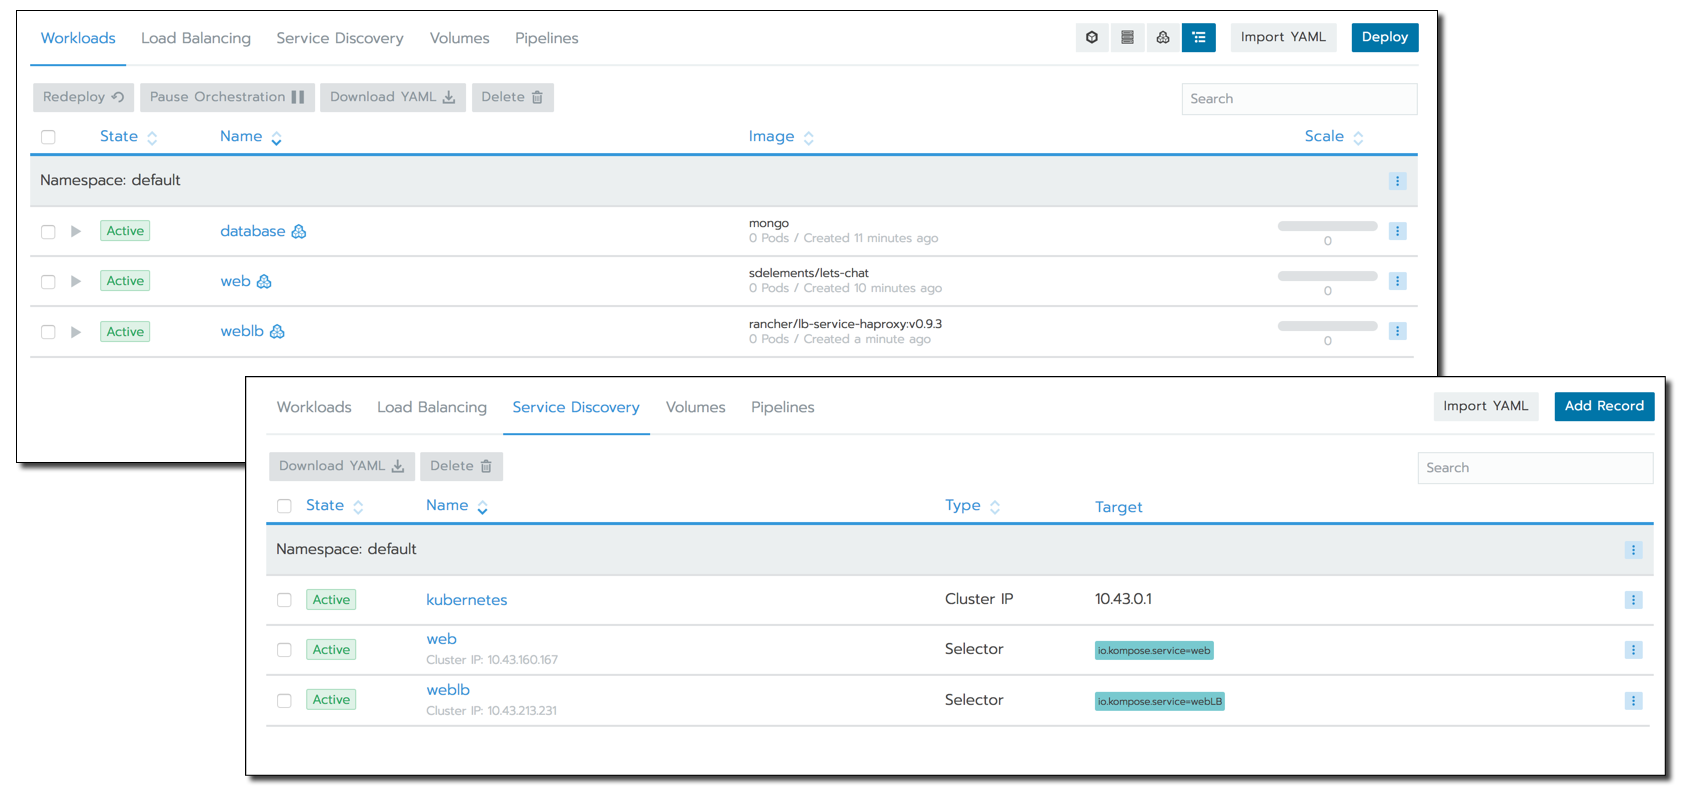 Workloads Load Balancing Service Discovery Volumes Pipelines Import YAML Deploy
Redeploy Pause Orchestration Download YAML Delete Search
State Name Image Scale
Namespace: default
Active database mongo
0 Pods / Created 11 minutes ago 0
Active web sdelements/lets-chat
0 Pods / Created 10 minutes ago 0
Active weblb rancher/lb-service-haproxy:v0.9.3
0 Pods / Created a minute ago 0
Workloads Load Balancing Service Discovery Volumes Pipelines Import YAML Add Record
Download YAML Delete Search
State Name Type Target
Namespace: default
Active kubernetes Cluster IP 10.43.0.1
Active web Selector io.kompose.service=web
Cluster IP: 10.43.160.167
Active weblb Selector io.kompose.service=webLB
Cluster IP: 10.43.213.231